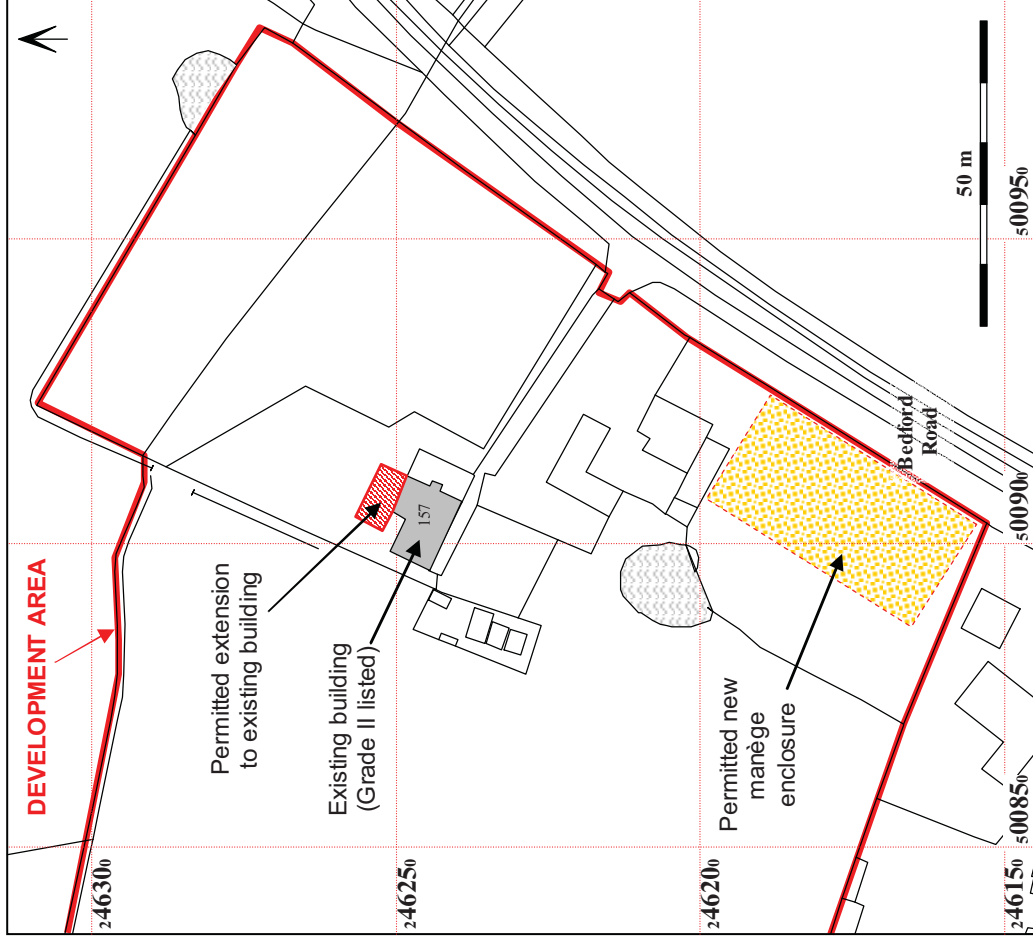 DEVELOPMENT AREA
Permitted extension
to existing building
Existing building
(Grade II listed)
157
Permitted new
manège
enclosure
Bedford
Road
50 m
246300
246250
246200
246150
500850
500900
500950